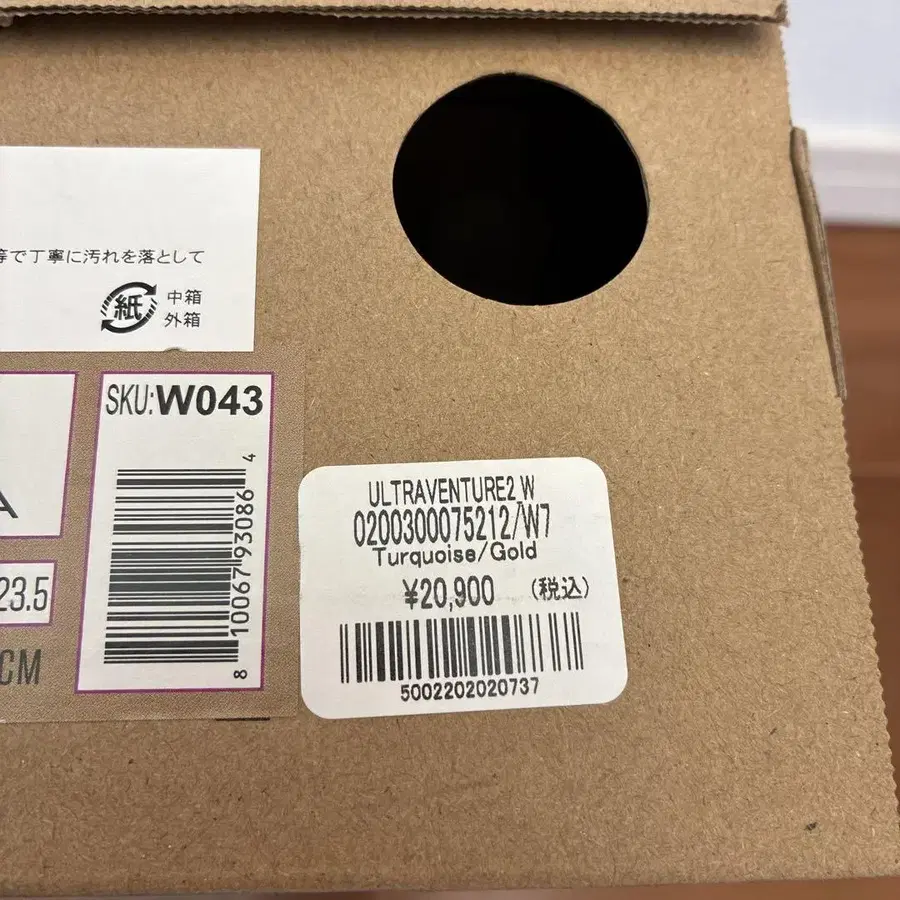 等で丁寧に汚れを落として
紙
中箱
外箱
A
23.5
CM
SKU:W043
8 10067 93086 4
ULTRAVENTURE2 W
0200300075212/W7
Turquoise/Gold
¥20,900 (税込)
5002202020737